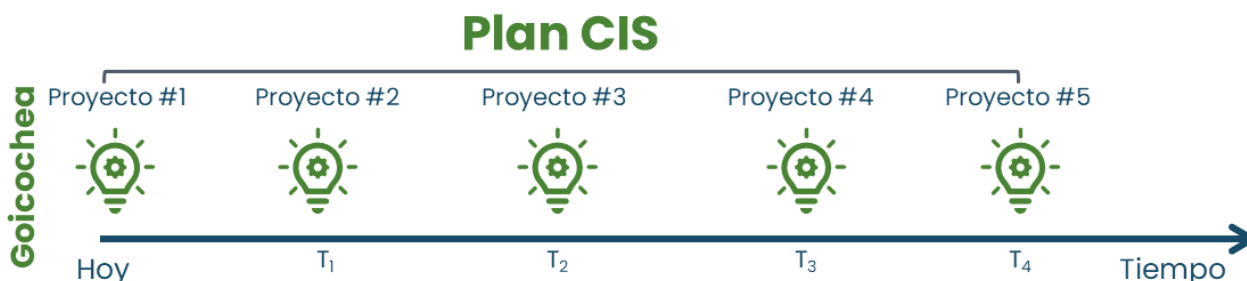 Plan CIS
Goicochea
Proyecto #1
Proyecto #2
Proyecto #3
Proyecto #4
Proyecto #5
Hoy
T₁
T₂
T₃
T₄
Tiempo